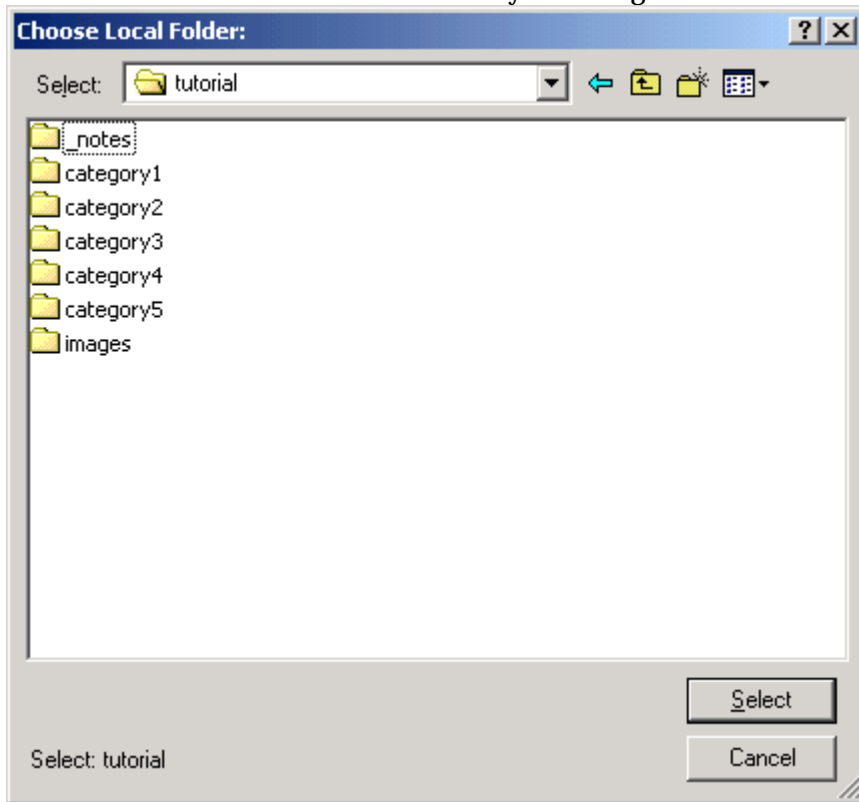 Choose Local Folder:
Select: tutorial
_notes
category1
category2
category3
category4
category5
images
Select
Select: tutorial
Cancel